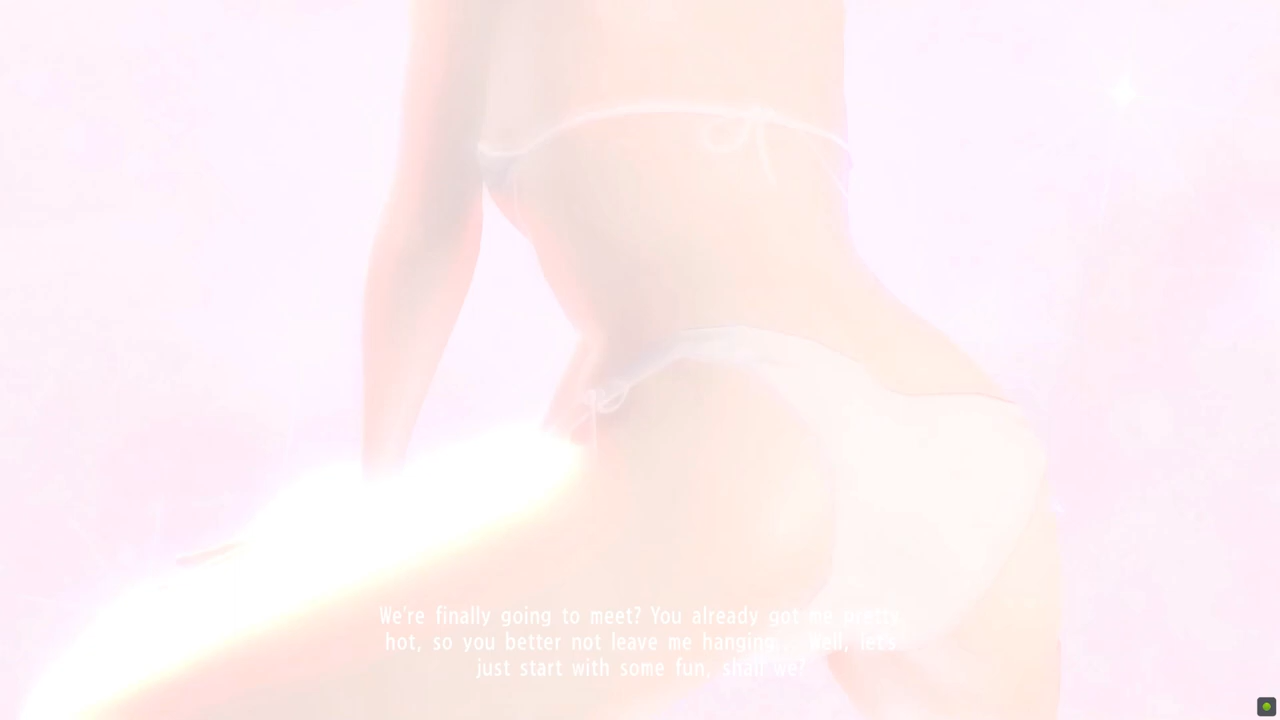 We're finally going to meet? You already got me pretty
hot, so you better not leave me hanging... Well, let's
just start with some fun, shall we?